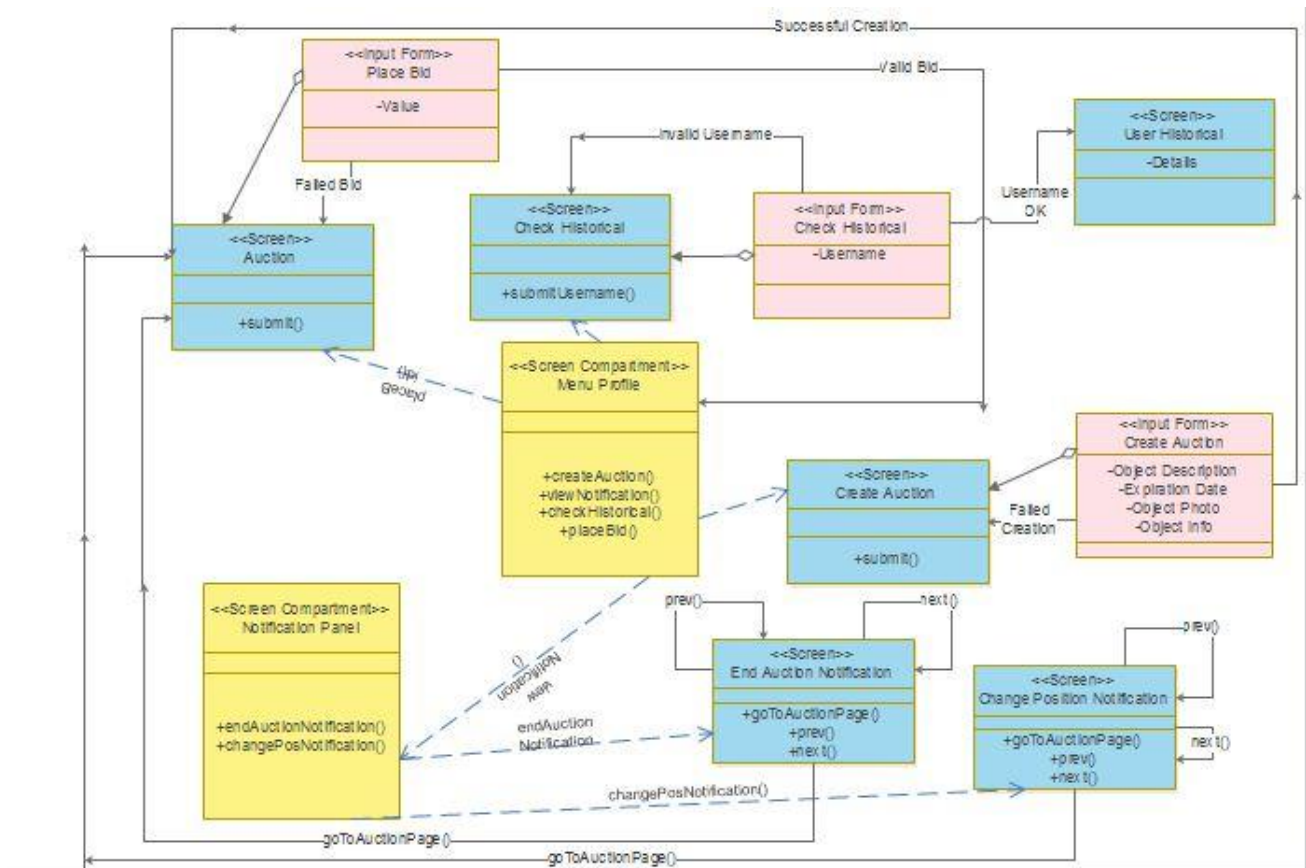 Successful Creation
<<Input Form>>
Place Bid
-Value
Valid Bid
Failed Bid
Invalid Username
<<Screen>>
User Historical
-Details
Username
OK
<<Screen>>
Auction
+submit()
<<Screen>>
Check Historical
+submitUsername()
<<Input Form>>
Check Historical
-Username
placeB
id()
<<Screen Compartment>>
Menu Profile
+createAuction()
+viewNotification()
+checkHistorical()
+placeBid()
<<Screen>>
Create Auction
+submit()
<<Input Form>>
Create Auction
-Object Description
-Expiration Date
-Object Photo
-Object Info
Failed
Creation
<<Screen Compartment>>
Notification Panel
+endAuctionNotification()
+changePosNotification()
view
Notification
()
endAuction
Notification
changePosNotification()
prev()
next()
<<Screen>>
End Auction Notification
+goToAuctionPage()
+prev()
+next()
prev()
<<Screen>>
Change Position Notification
+goToAuctionPage()
+prev()
+next()
next()
goToAuctionPage()
goToAuctionPage()